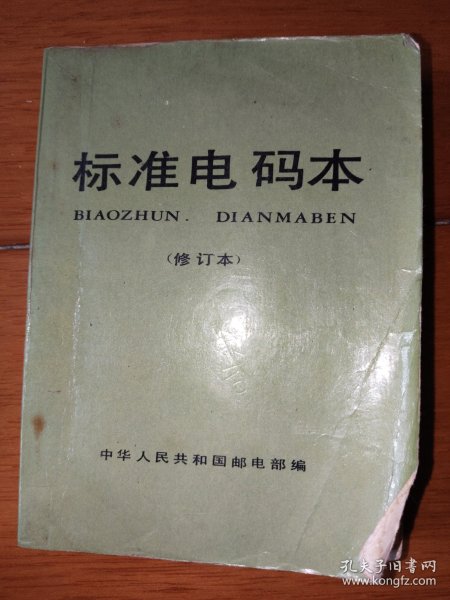 标准电码本
BIAOZHUN. DIANMABEN
（修订本）
中华人民共和国邮电部编
孔夫子旧书网
www.kongfz.com